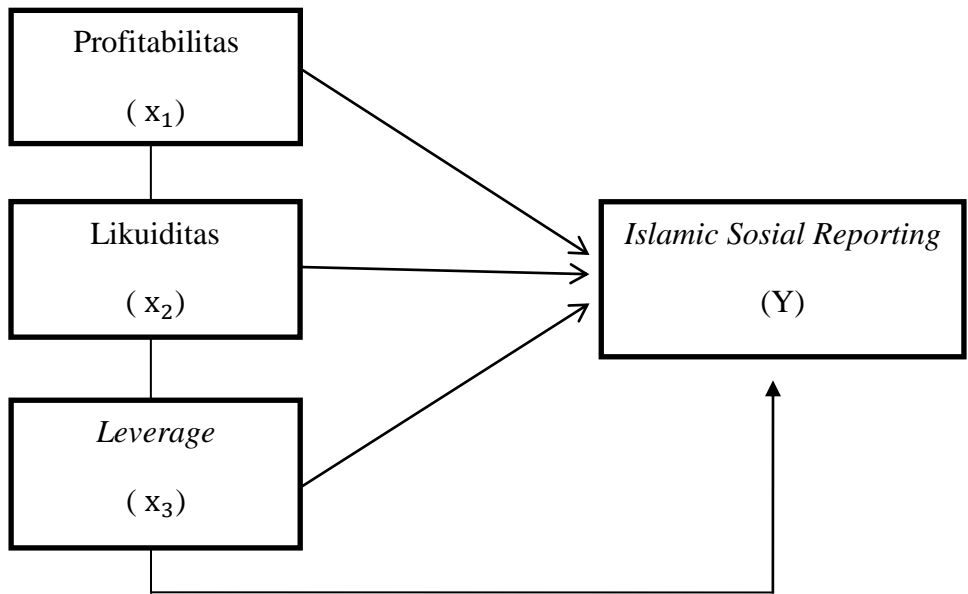 Profitabilitas
( x₁)
Likuiditas
( x₂)
Leverage
( x₃)
Islamic Sosial Reporting
(Y)